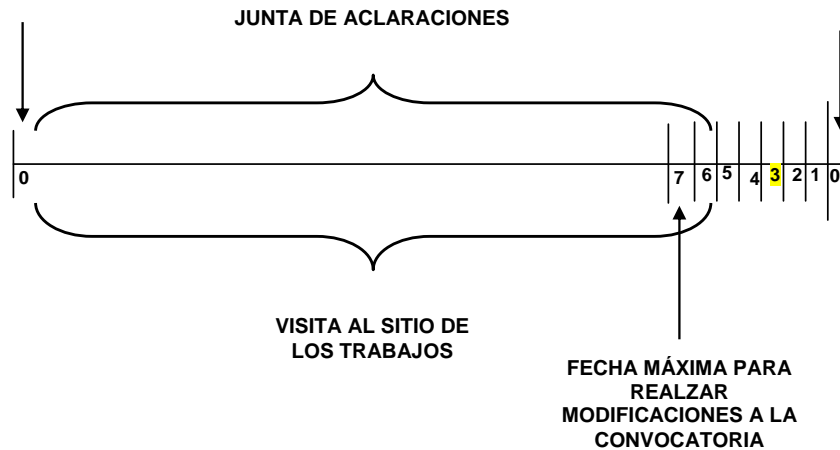 JUNTA DE ACLARACIONES
0 7 6 5 4 3 2 1 0
VISITA AL SITIO DE
LOS TRABAJOS
FECHA MÁXIMA PARA
REALZAR
MODIFICACIONES A LA
CONVOCATORIA